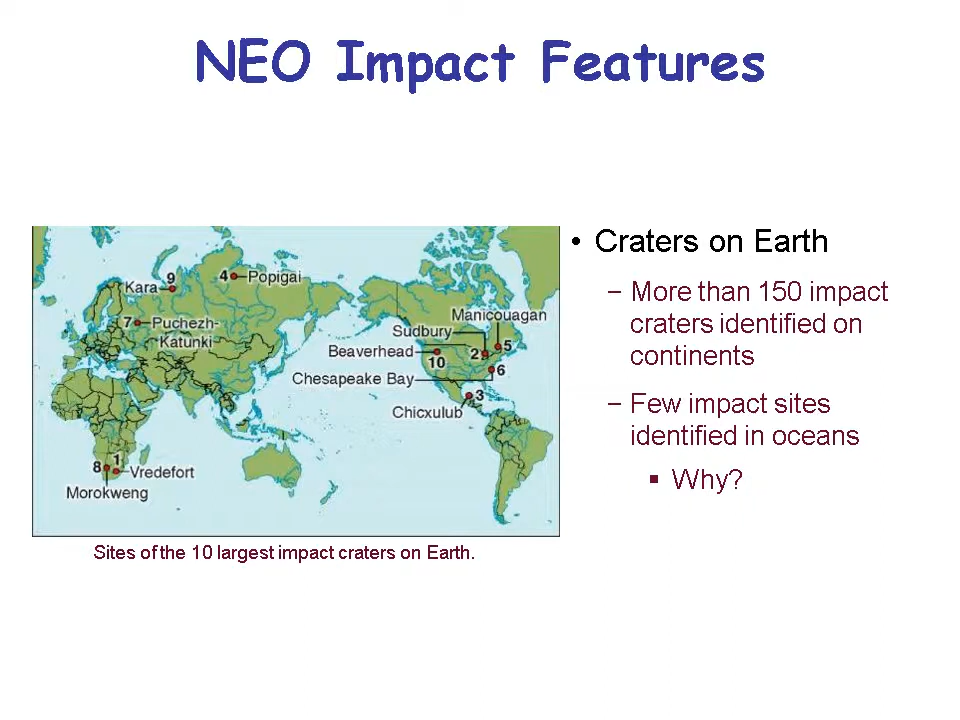 NEO Impact Features
• Craters on Earth
– More than 150 impact
craters identified on
continents
– Few impact sites
identified in oceans
▪ Why?
9
Kara
4
Popigai
7
Puchezh-
Katunki
Manicouagan
Sudbury
5
Beaverhead
2
10
6
Chesapeake Bay
3
Chicxulub
8
1
Vredefort
Morokweng
Sites of the 10 largest impact craters on Earth.